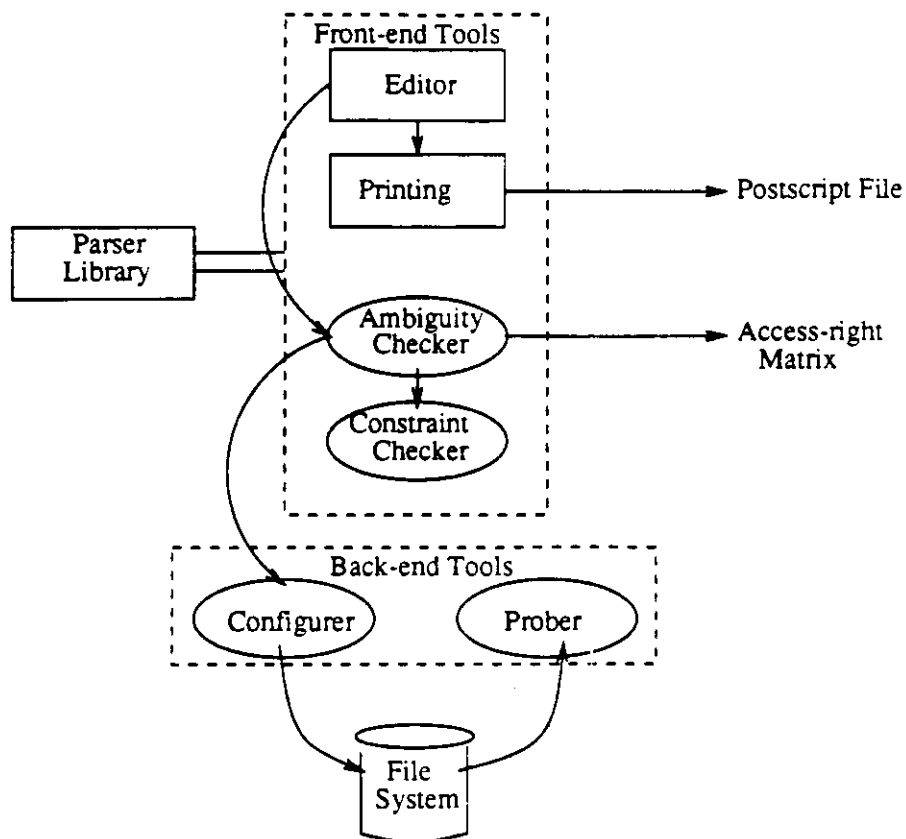 Front-end Tools
Editor
Printing
Postscript File
Parser
Library
Ambiguity
Checker
Access-right
Matrix
Constraint
Checker
Back-end Tools
Configurer
Prober
File
System